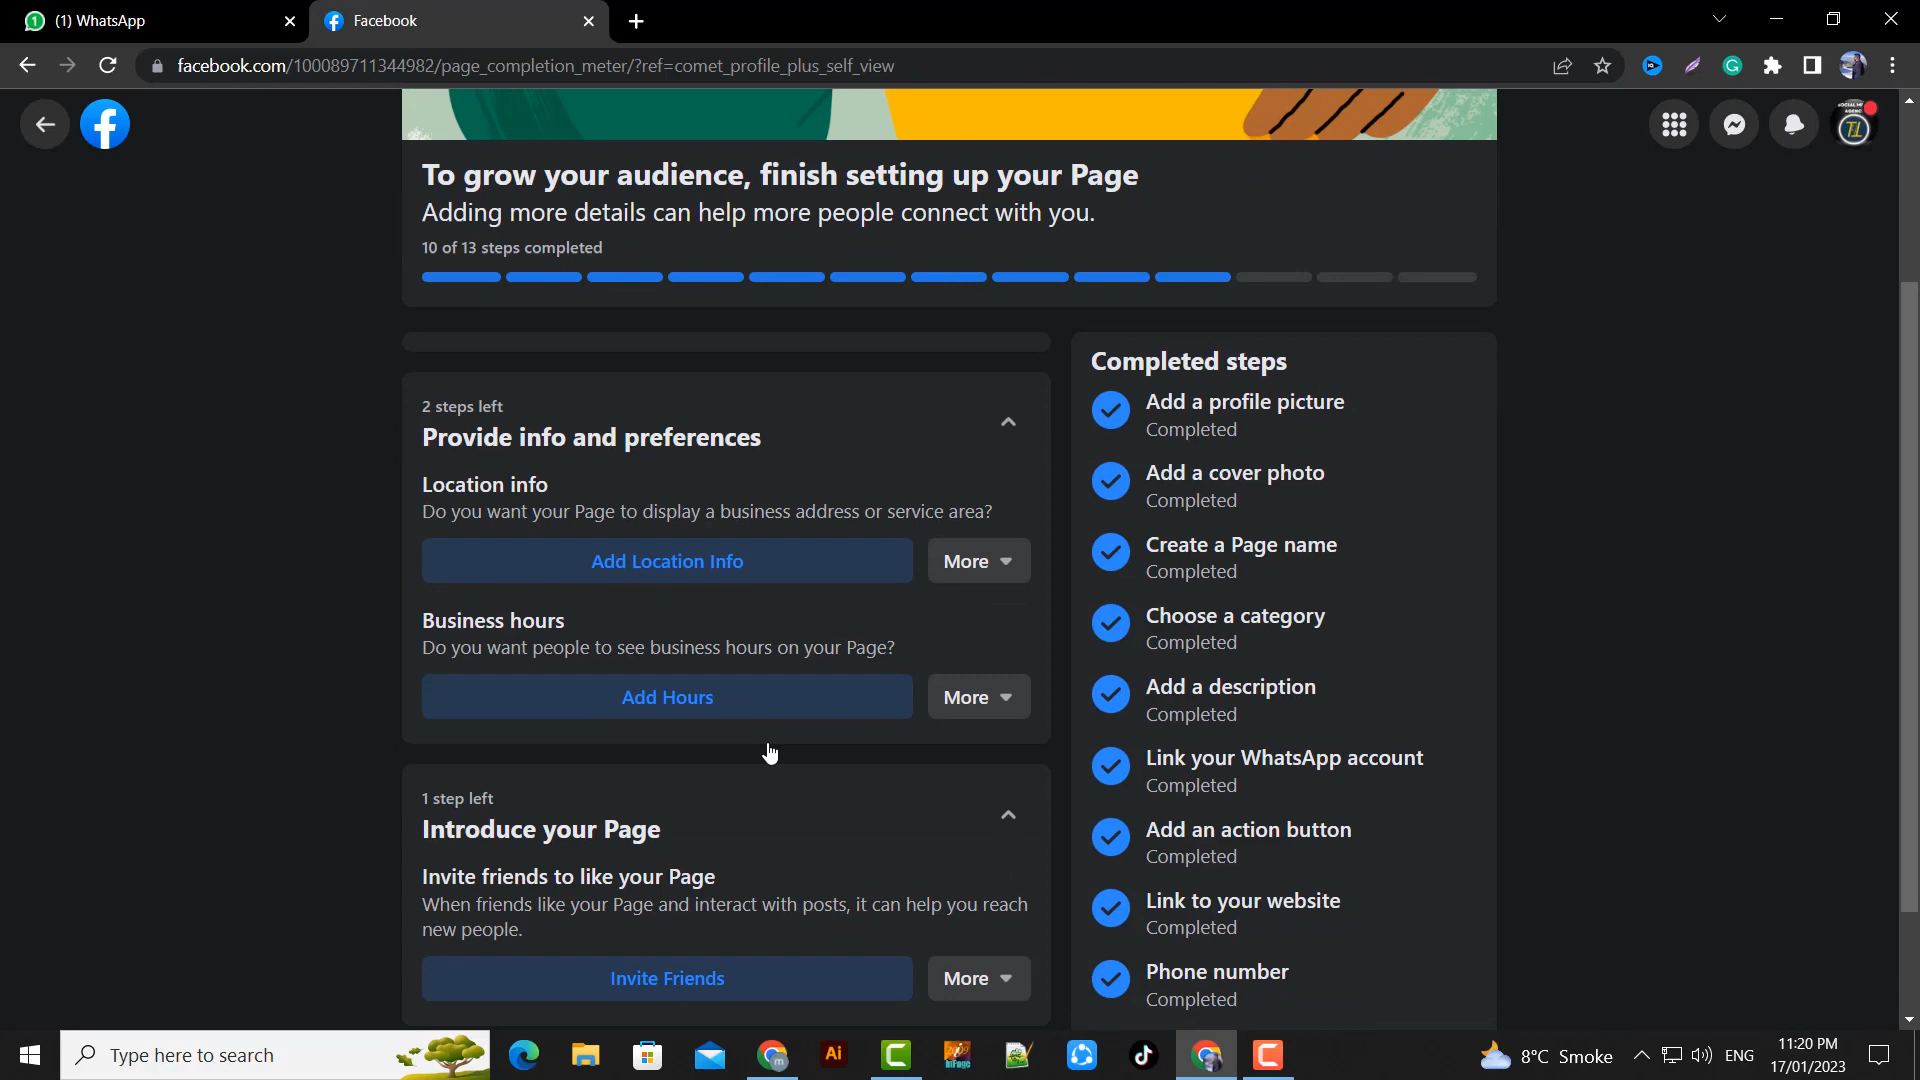 (1) WhatsApp
Facebook
facebook.com/100089711344982/page_completion_meter/?ref=comet_profile_plus_self_view
To grow your audience, finish setting up your Page
Adding more details can help more people connect with you.
10 of 13 steps completed
2 steps left
Provide info and preferences
Location info
Do you want your Page to display a business address or service area?
Add Location Info
More
Business hours
Do you want people to see business hours on your Page?
Add Hours
More
1 step left
Introduce your Page
Invite friends to like your Page
When friends like your Page and interact with posts, it can help you reach
new people.
Invite Friends
More
Completed steps
Add a profile picture
Completed
Add a cover photo
Completed
Create a Page name
Completed
Choose a category
Completed
Add a description
Completed
Link your WhatsApp account
Completed
Add an action button
Completed
Link to your website
Completed
Phone number
Completed
Type here to search
Ai
InPage
8°C Smoke
ENG
11:20 PM
17/01/2023